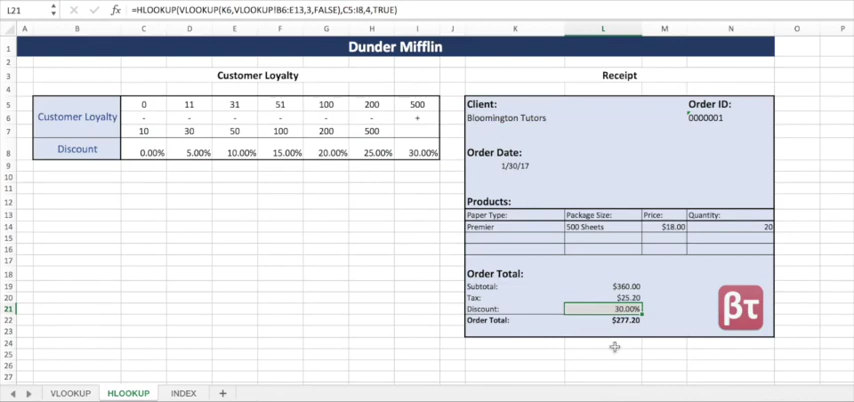 L21 fx =HLOOKUP(VLOOKUP(K6,VLOOKUP!B6:E13,3,FALSE),C5:I8,4,TRUE)
A B C D E F G H I J K L M N O P
1 Dunder Mifflin
2
3 Customer Loyalty Receipt
4
5 0 11 31 51 100 200 500 Client: Order ID:
6 Customer Loyalty - - - - - - + Bloomington Tutors 0000001
7 10 30 50 100 200 500
8 Discount 0.00% 5.00% 10.00% 15.00% 20.00% 25.00% 30.00% Order Date:
9 1/30/17
10
11
12 Products:
13 Paper Type: Package Size: Price: Quantity:
14 Premier 500 Sheets $18.00 20
15
16
17
18 Order Total:
19 Subtotal: $360.00
20 Tax: $25.20
21 Discount: 30.00%
22 Order Total: $277.20
23
24
25
26
27
βτ
VLOOKUP HLOOKUP INDEX +